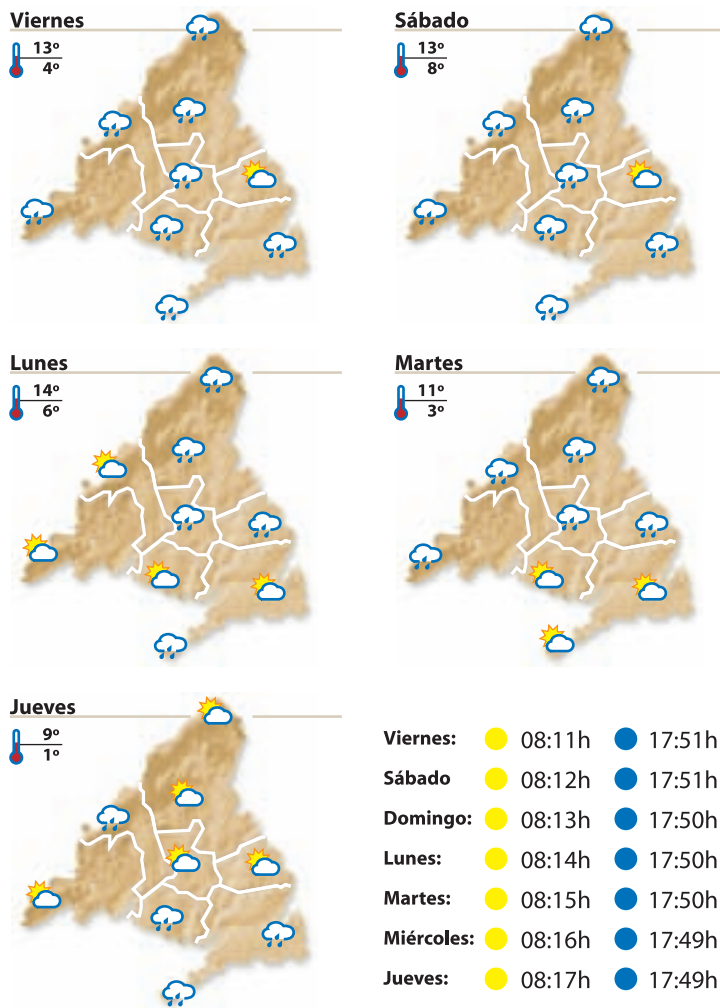 Viernes
13º
4º
Sábado
13º
8º
Lunes
14º
6º
Martes
11º
3º
Jueves
9º
1º
Viernes: 08:11h 17:51h
Sábado 08:12h 17:51h
Domingo: 08:13h 17:50h
Lunes: 08:14h 17:50h
Martes: 08:15h 17:50h
Miércoles: 08:16h 17:49h
Jueves: 08:17h 17:49h